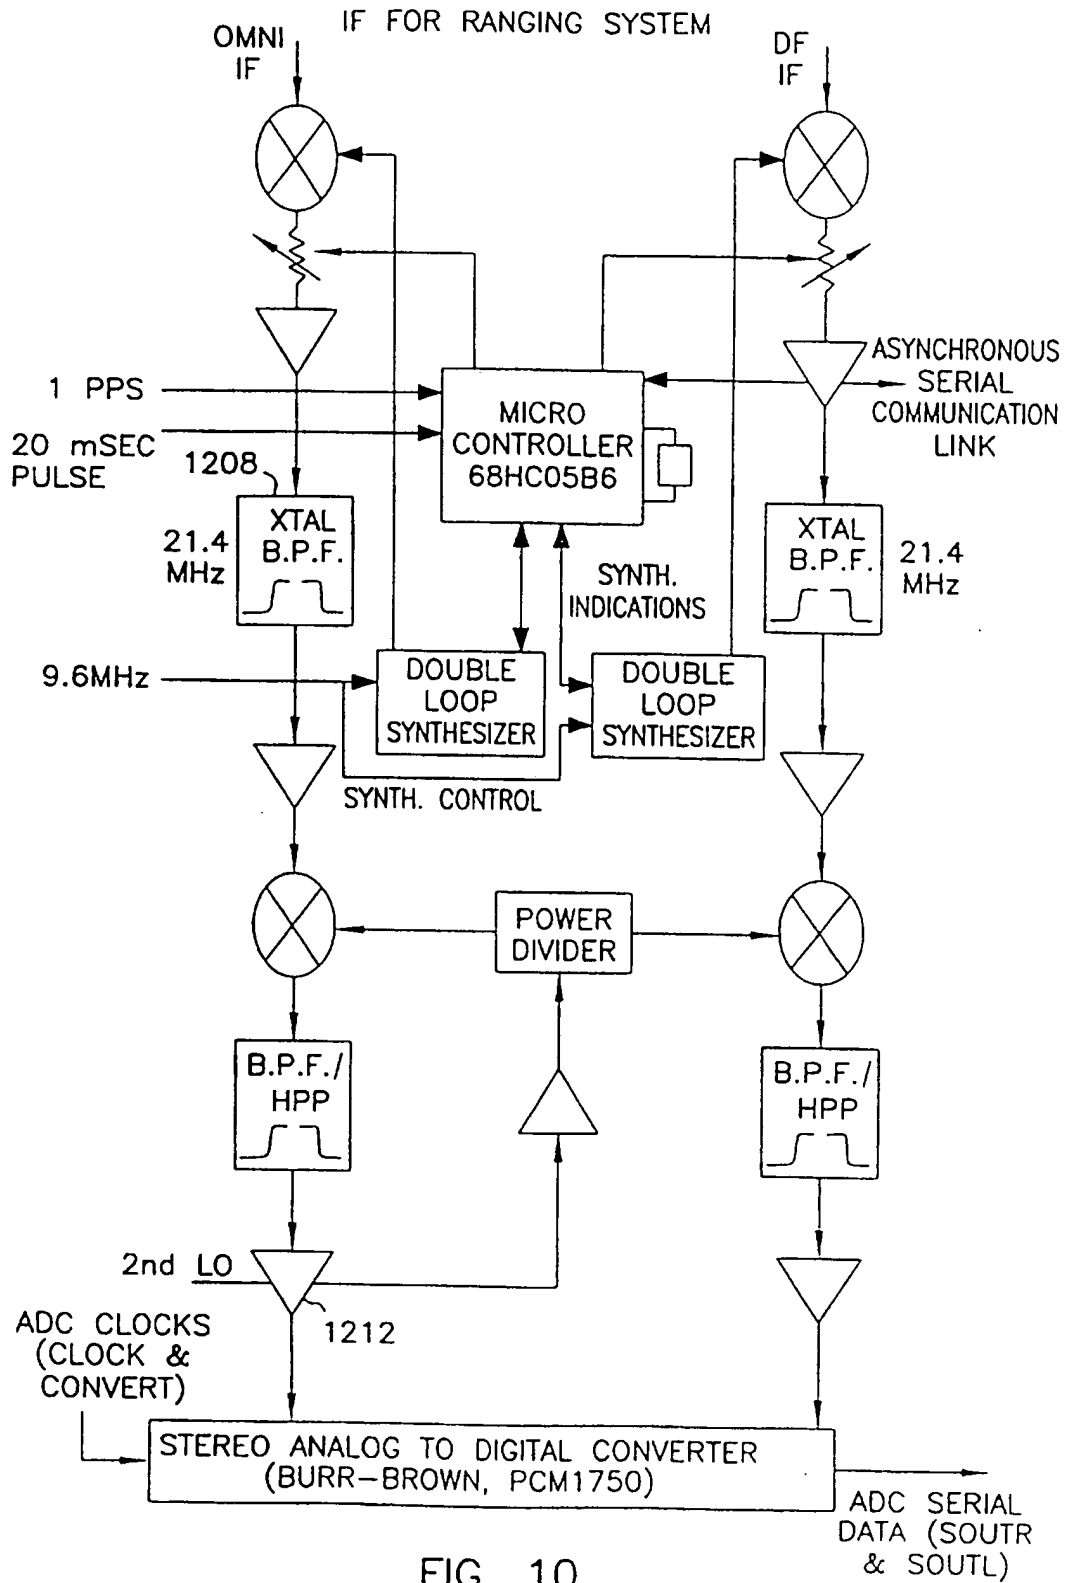 IF FOR RANGING SYSTEM
OMNI
IF
DF
IF
1 PPS
20 mSEC
PULSE
MICRO
CONTROLLER
68HC05B6
ASYNCHRONOUS
SERIAL
COMMUNICATION
LINK
1208
21.4
MHz
XTAL
B.P.F.
SYNTH.
INDICATIONS
XTAL
B.P.F.
21.4
MHz
9.6MHz
DOUBLE
LOOP
SYNTHESIZER
DOUBLE
LOOP
SYNTHESIZER
SYNTH. CONTROL
POWER
DIVIDER
B.P.F./
HPP
B.P.F./
HPP
2nd LO
1212
ADC CLOCKS
(CLOCK &
CONVERT)
STEREO ANALOG TO DIGITAL CONVERTER
(BURR-BROWN, PCM1750)
ADC SERIAL
DATA (SOUTR
& SOUTL)
FIG. 10